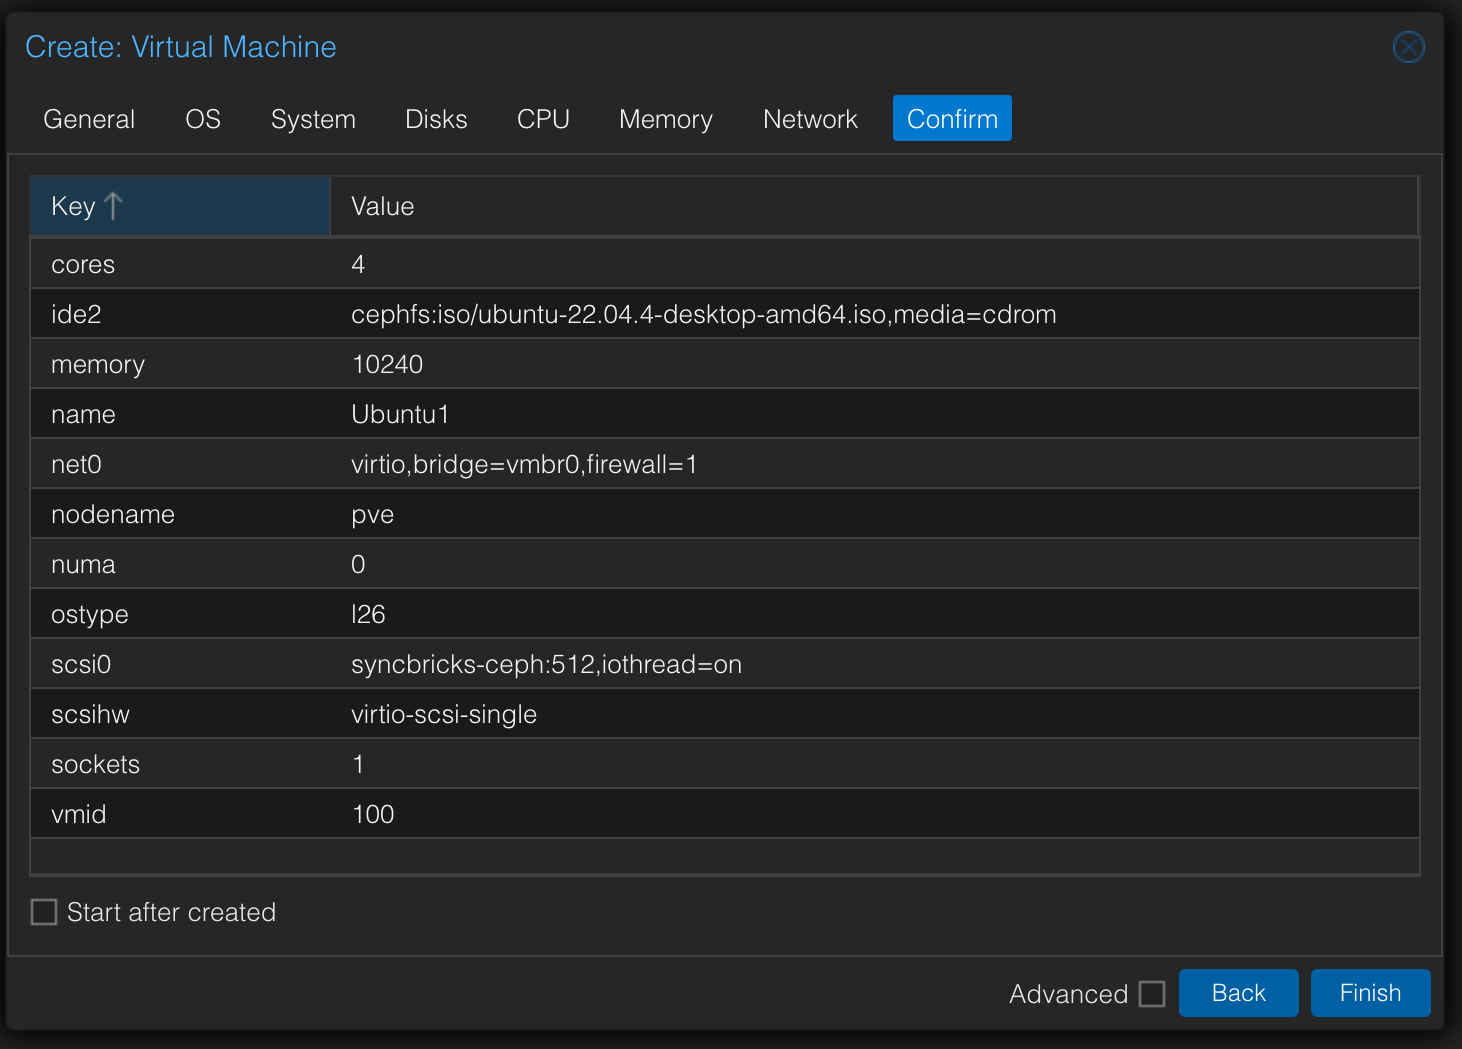 Create: Virtual Machine
General OS System Disks CPU Memory Network Confirm
Key Value
cores 4
ide2 cephfs:iso/ubuntu-22.04.4-desktop-amd64.iso,media=cdrom
memory 10240
name Ubuntu1
net0 virtio,bridge=vmbr0,firewall=1
nodename pve
numa 0
ostype l26
scsi0 syncbricks-ceph:512,iothread=on
scsihw virtio-scsi-single
sockets 1
vmid 100
Start after created
Advanced Back Finish